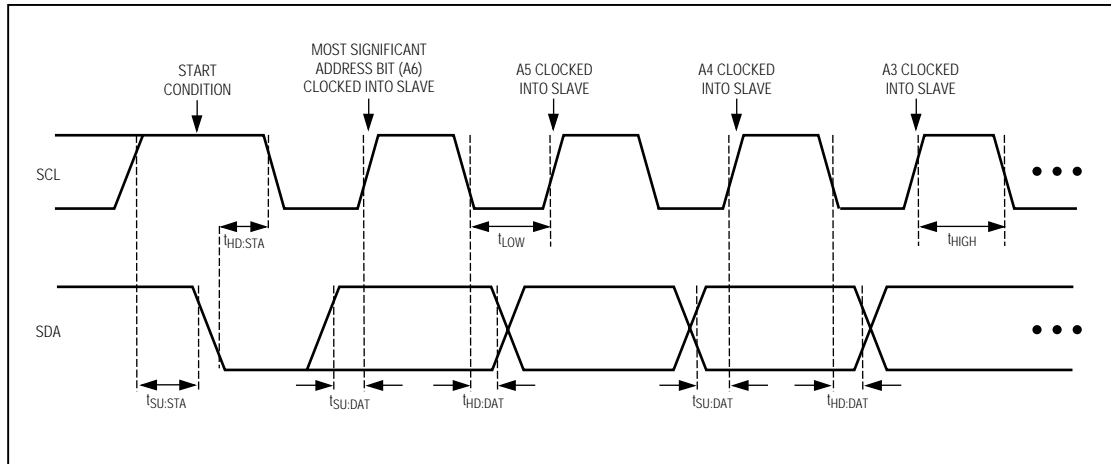 START
CONDITION
MOST SIGNIFICANT
ADDRESS BIT (A6)
CLOCKED INTO SLAVE
A5 CLOCKED
INTO SLAVE
A4 CLOCKED
INTO SLAVE
A3 CLOCKED
INTO SLAVE
SCL
tHD:STA
tLOW
tHIGH
SDA
tSU:STA
tSU:DAT
tHD:DAT
tSU:DAT
tHD:DAT